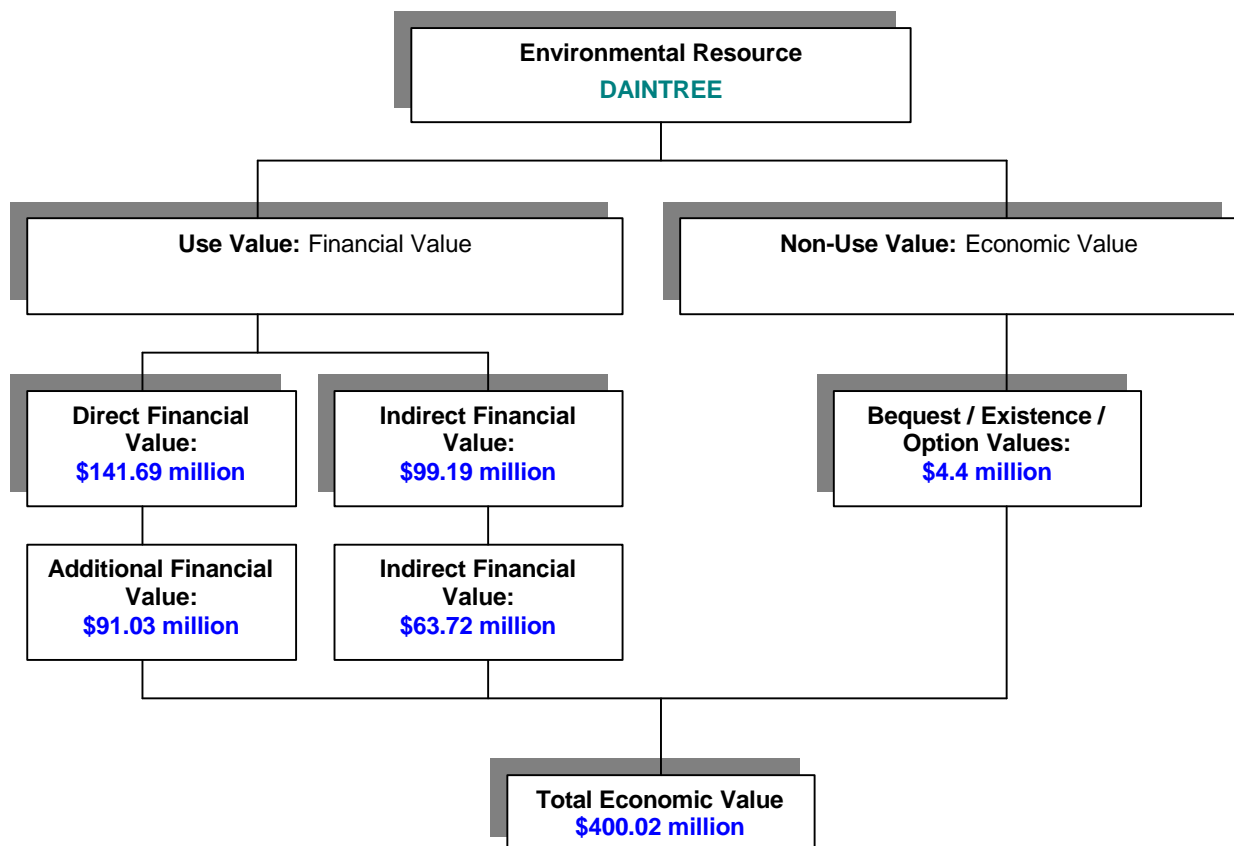 Environmental Resource
DAINTREE
Use Value: Financial Value
Non-Use Value: Economic Value
Direct Financial
Value:
$141.69 million
Indirect Financial
Value:
$99.19 million
Bequest / Existence /
Option Values:
$4.4 million
Additional Financial
Value:
$91.03 million
Indirect Financial
Value:
$63.72 million
Total Economic Value
$400.02 million